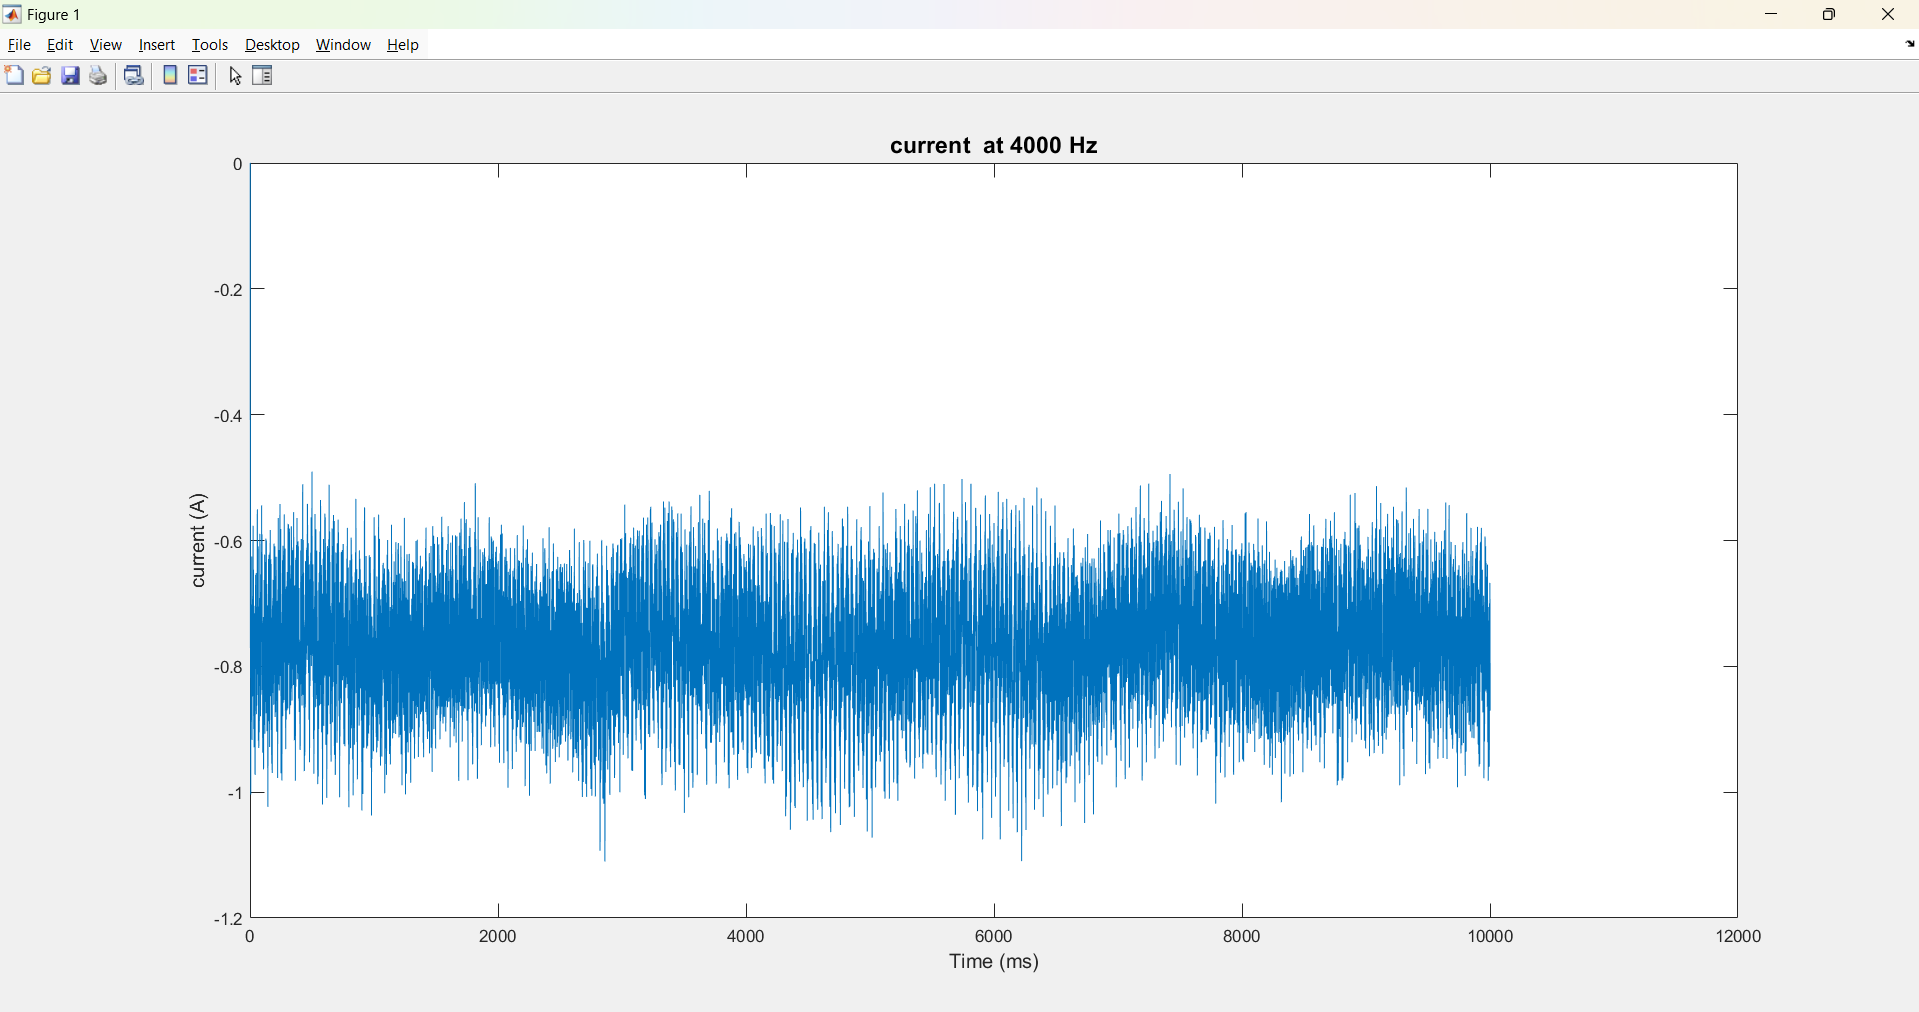 Figure 1
File Edit View Insert Tools Desktop Window Help
current  at 4000 Hz
0
-0.2
-0.4
-0.6
-0.8
-1
-1.2
current (A)
0 2000 4000 6000 8000 10000 12000
Time (ms)